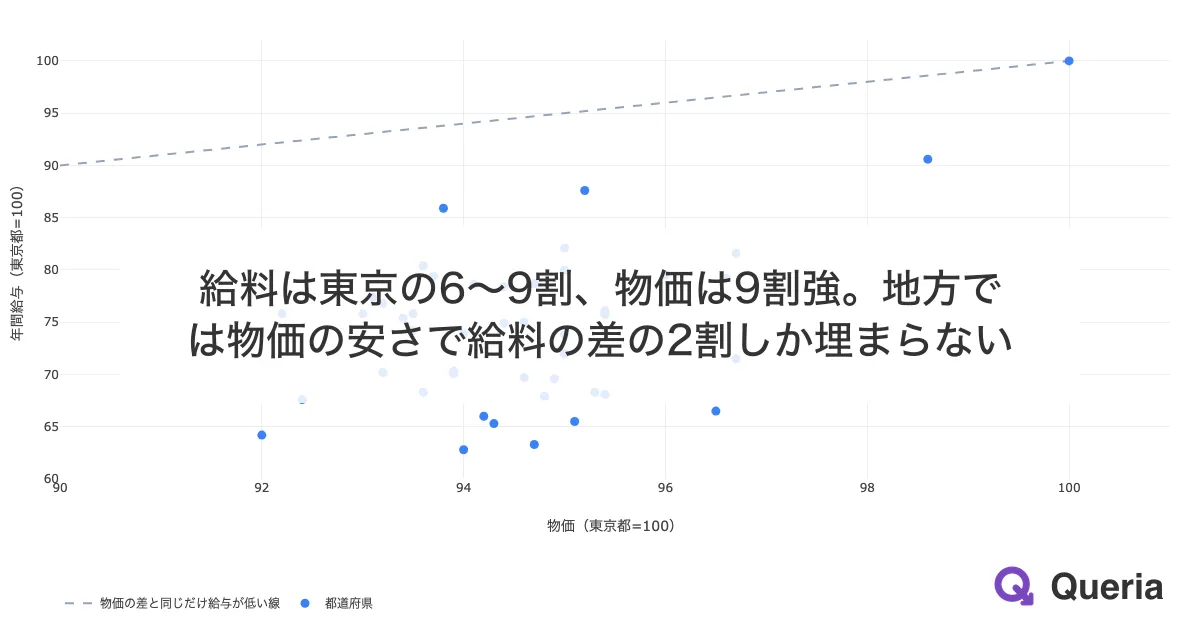 100
95
90
85
80
75
70
65
60
年間給与（東京都=100）
給料は東京の6〜9割、物価は9割強。地方で
は物価の安さで給料の差の2割しか埋まらない
90
92
94
96
98
100
物価（東京都=100）
物価の差と同じだけ給与が低い線
都道府県
Queria